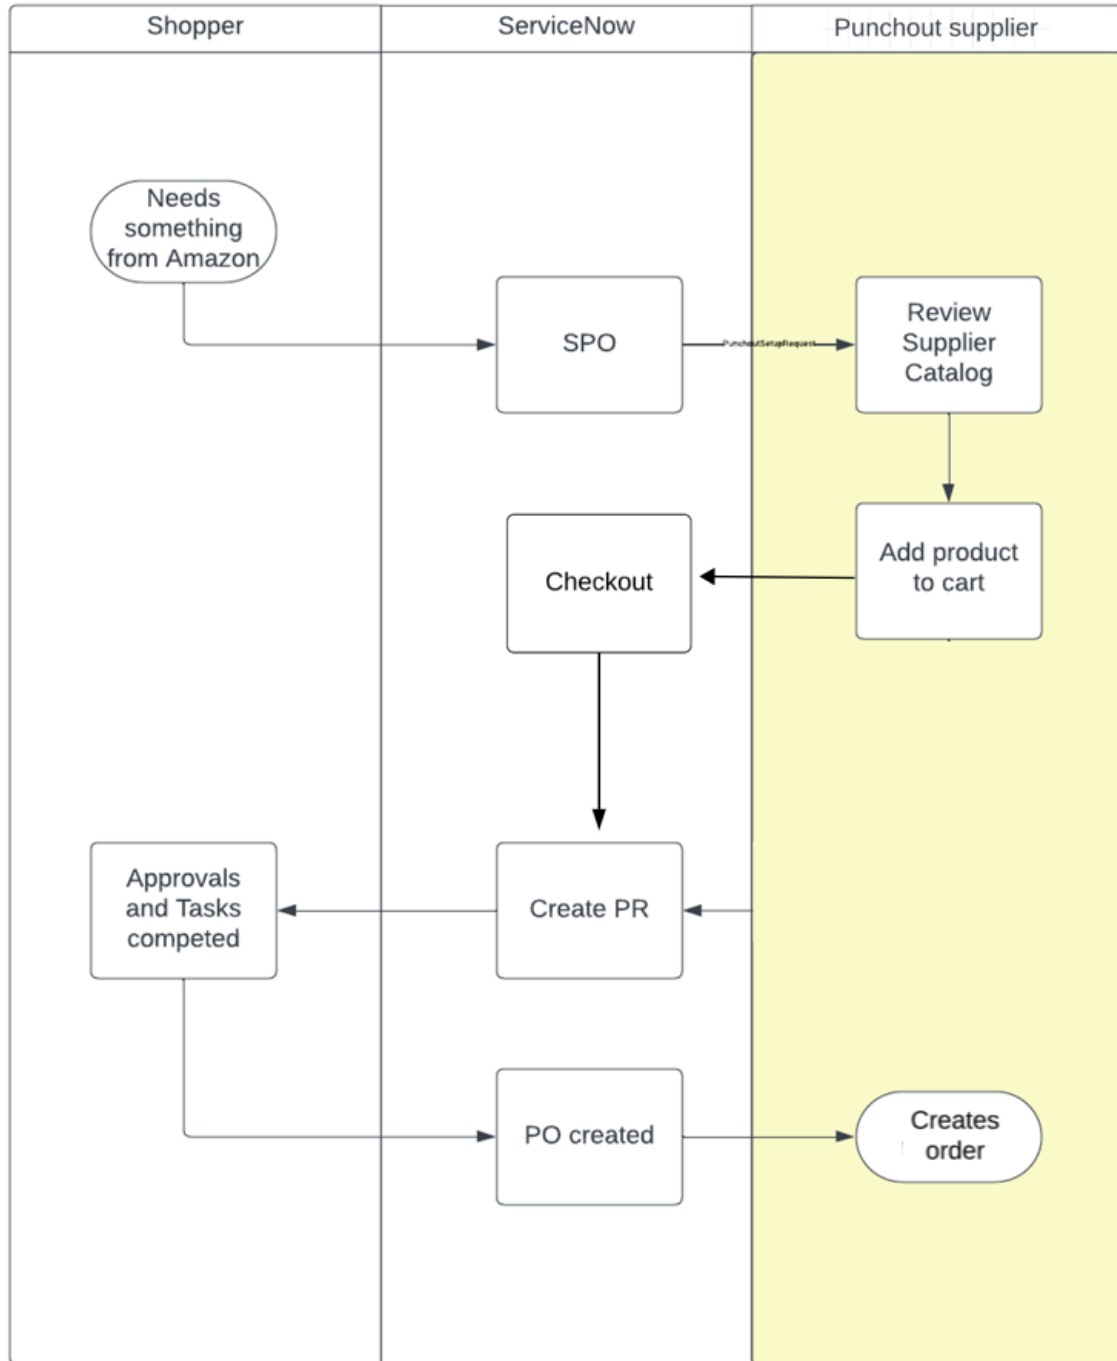 Shopper
ServiceNow
Punchout supplier
Needs
something
from Amazon
SPO
PunchoutSetupRequest
Review
Supplier
Catalog
Add product
to cart
Checkout
Approvals
and Tasks
competed
Create PR
PO created
Creates
order